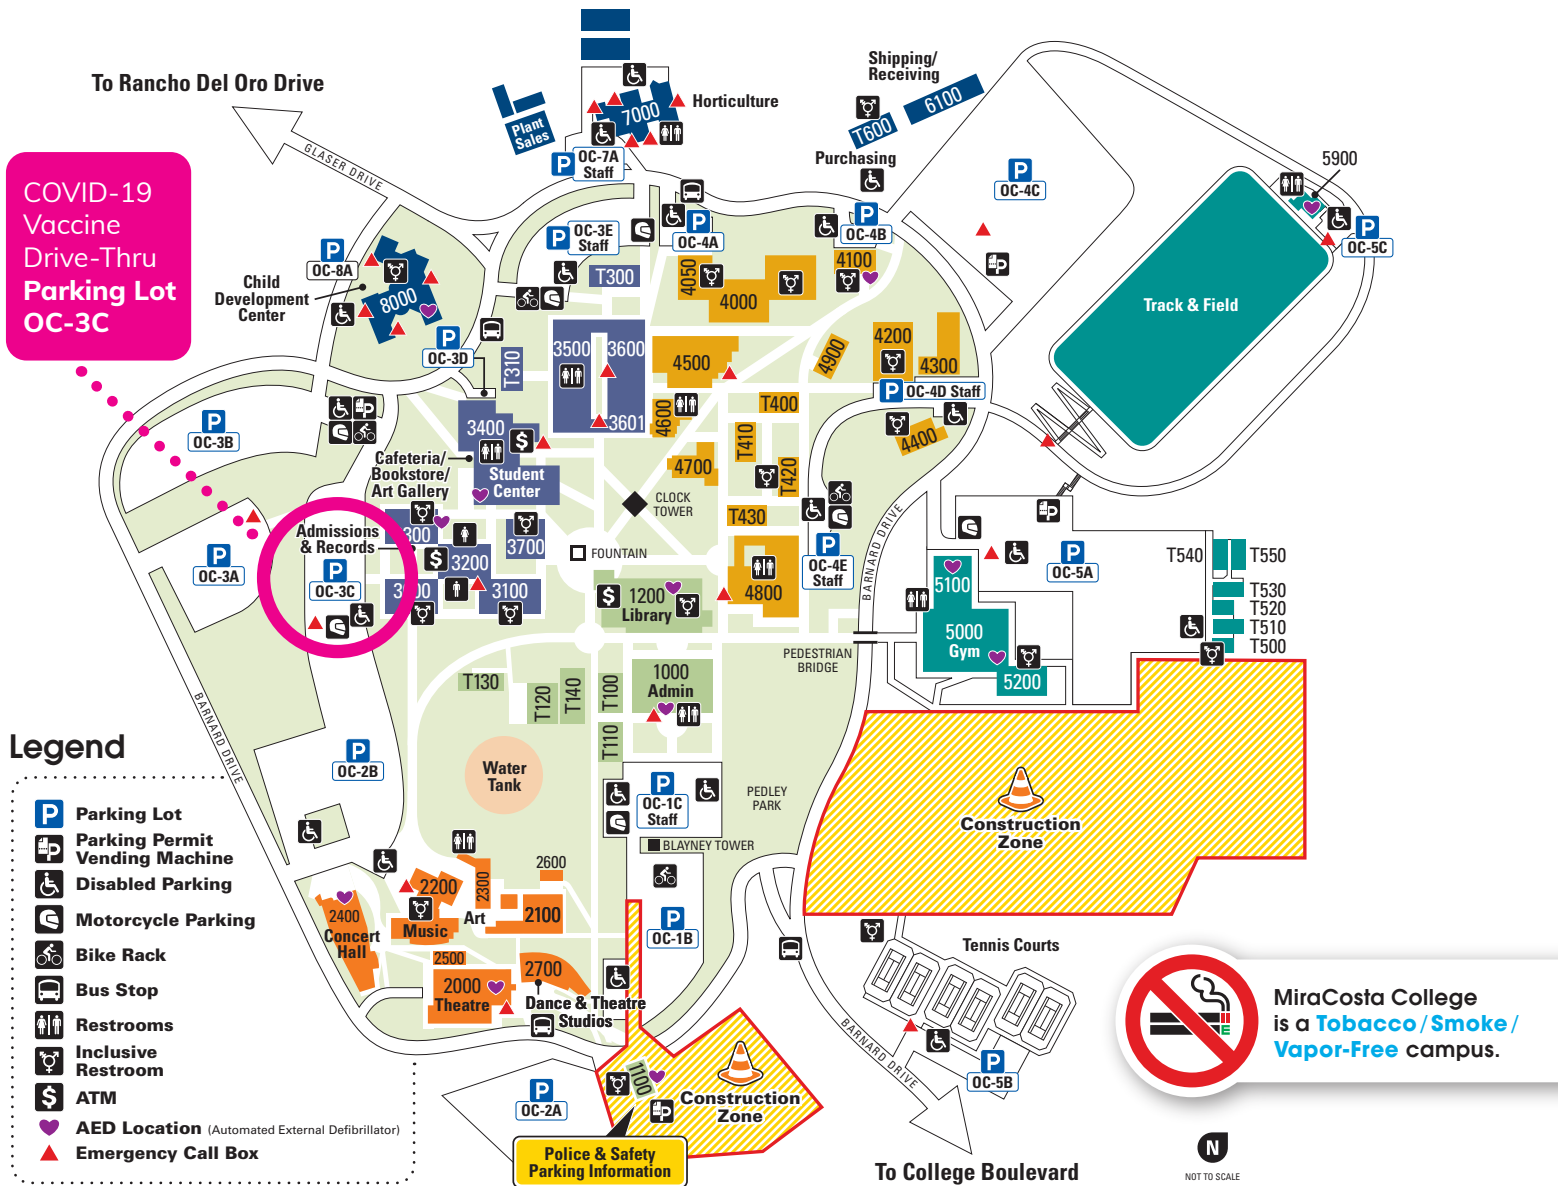 To Rancho Del Oro Drive
GLASER DRIVE
COVID-19
Vaccine
Drive-Thru
Parking Lot
OC-3C
Plant
Sales
7000
Horticulture
P
OC-7A
Staff
Shipping/
Receiving
6100
T600
Purchasing
P
OC-4C
5900
P
OC-5C
Track & Field
P
OC-8A
Child
Development
Center
8000
P
OC-3E
Staff
P
OC-4A
P
OC-4B
T300
4050
4000
4100
P
OC-3D
T310
3500
3600
3601
4500
4600
4900
4200
4300
P
OC-4D Staff
4400
T400
T410
T420
4700
T430
P
OC-3B
3400
Cafeteria/
Bookstore/
Art Gallery
Student
Center
CLOCK
TOWER
FOUNTAIN
Admissions
& Records
300
3200
3700
3100
P
OC-3A
P
OC-3C
1200
Library
4800
P
OC-4E
Staff
BARNARD DRIVE
5100
5000
Gym
5200
P
OC-5A
T540
T550
T530
T520
T510
T500
PEDESTRIAN
BRIDGE
1000
Admin
T130
T120
T140
T100
T110
BARNARD DRIVE
P
OC-2B
Water
Tank
P
OC-1C
Staff
PEDLEY
PARK
BLAYNEY TOWER
Construction
Zone
2400
Concert
Hall
2200
Music
Art
2300
2600
2100
2500
2000
Theatre
2700
Dance & Theatre
Studios
P
OC-1B
Tennis Courts
BARNARD DRIVE
P
OC-5B
P
OC-2A
1100
Construction
Zone
Police & Safety
Parking Information
To College Boulevard
N
NOT TO SCALE
MiraCosta College
is a Tobacco/Smoke/
Vapor-Free campus.
Legend
P Parking Lot
P Parking Permit
Vending Machine
Disabled Parking
Motorcycle Parking
Bike Rack
Bus Stop
Restrooms
Inclusive
Restroom
$ ATM
AED Location (Automated External Defibrillator)
Emergency Call Box